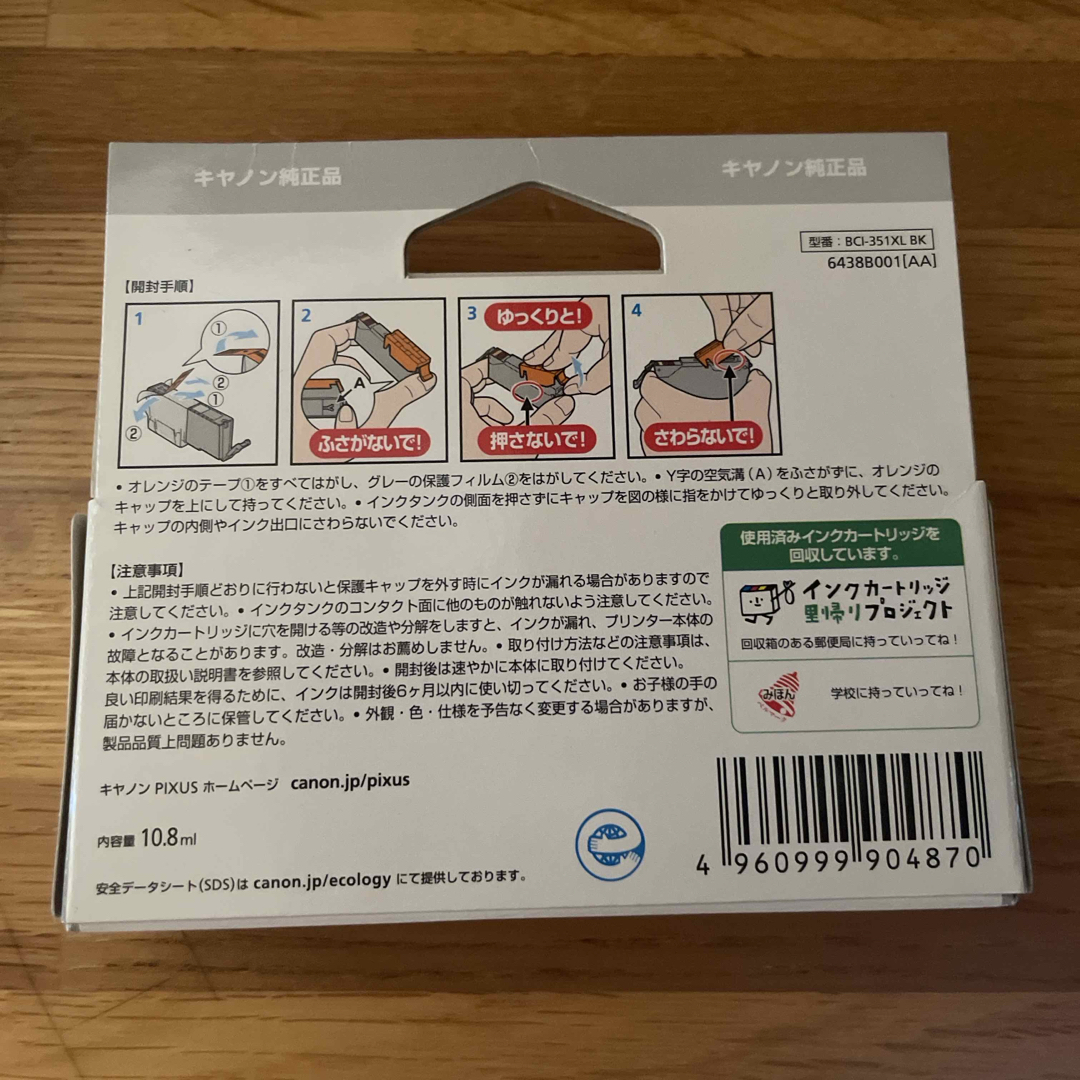 キヤノン純正品
キヤノン純正品
型番：BCI-351XL BK
6438B001[AA]
【開封手順】
1
①
②
①
②
2
A
ふさがないで!
3
ゆっくりと!
押さないで!
4
さわらないで!
• オレンジのテープ①をすべてはがし、グレーの保護フィルム②をはがしてください。• Y字の空気溝（A）をふさがずに、オレンジの
キャップを上にして持ってください。• インクタンクの側面を押さずにキャップを図の様に指をかけてゆっくりと取り外してください。
キャップの内側やインク出口にさわらないでください。
【注意事項】
• 上記開封手順どおりに行わないと保護キャップを外す時にインクが漏れる場合がありますので
注意してください。• インクタンクのコンタクト面に他のものが触れないよう注意してください。
• インクカートリッジに穴を開ける等の改造や分解をしますと、インクが漏れ、プリンター本体の
故障となることがあります。改造・分解はお薦めしません。• 取り付け方法などの注意事項は、
本体の取扱い説明書を参照してください。• 開封後は速やかに本体に取り付けてください。
良い印刷結果を得るために、インクは開封後6ヶ月以内に使い切ってください。• お子様の手の
届かないところに保管してください。• 外観・色・仕様を予告なく変更する場合がありますが、
製品品質上問題ありません。
使用済みインクカートリッジを
回収しています。
インクカートリッジ
里帰りプロジェクト
回収箱のある郵便局に持っていってね！
みほん
ベルマーク
学校に持っていってね！
キヤノン PIXUS ホームページ canon.jp/pixus
内容量 10.8ml
安全データシート(SDS)は canon.jp/ecology にて提供しております。
4 960999 904870